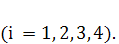 (i = 1,2,3,4).